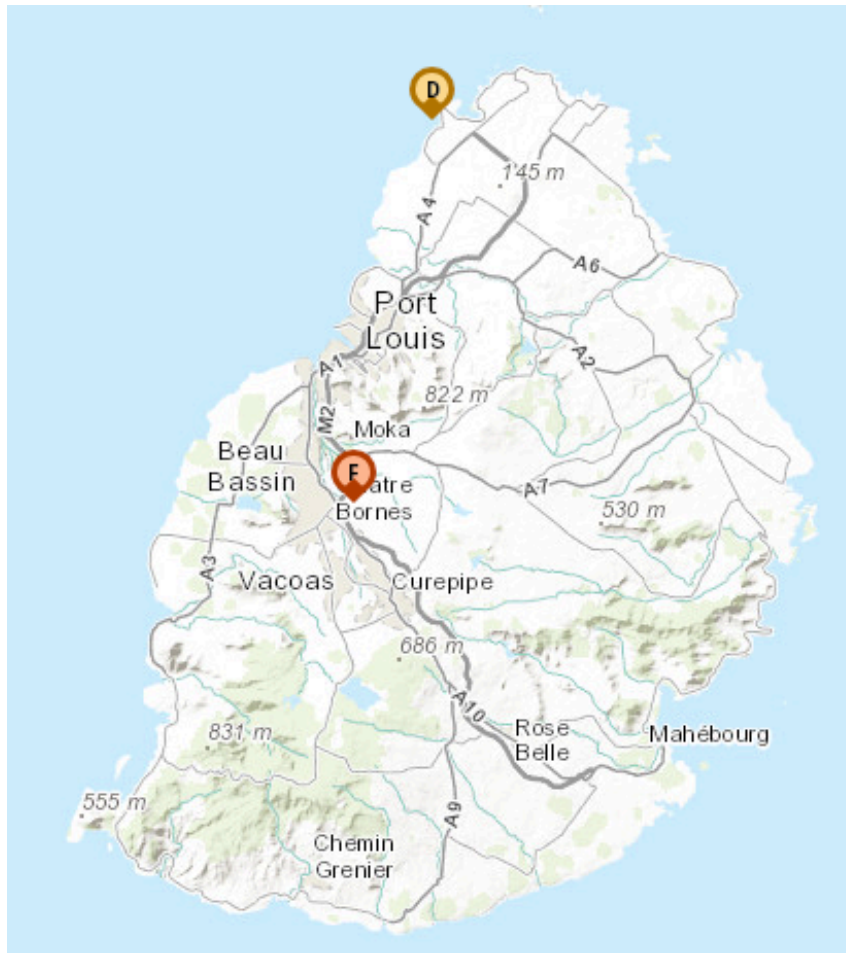 D
145 m
A4
A6
Port
Louis
A1
A2
822 m
M2
Moka
Beau
Bassin
E
atre
Bornes
A7
530 m
A3
Vacoas
Curepipe
686 m
A10
Rose
Belle
Mahébourg
831 m
555 m
A9
Chemin
Grenier